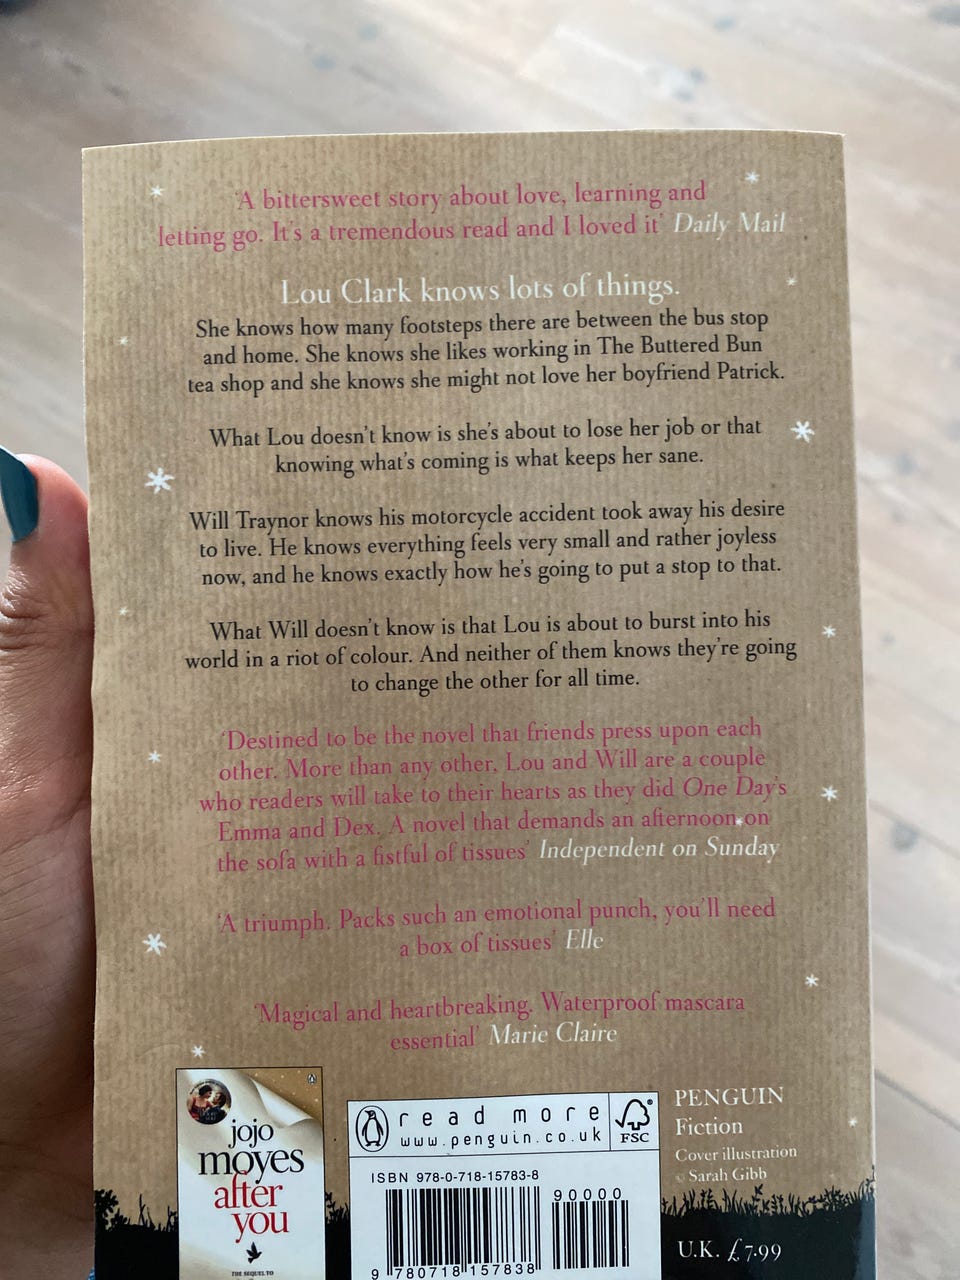 ‘A bittersweet story about love, learning and
letting go. It’s a tremendous read and I loved it’ Daily Mail
Lou Clark knows lots of things.
She knows how many footsteps there are between the bus stop
and home. She knows she likes working in The Buttered Bun
tea shop and she knows she might not love her boyfriend Patrick.
What Lou doesn’t know is she’s about to lose her job or that
knowing what’s coming is what keeps her sane.
Will Traynor knows his motorcycle accident took away his desire
to live. He knows everything feels very small and rather joyless
now, and he knows exactly how he’s going to put a stop to that.
What Will doesn’t know is that Lou is about to burst into his
world in a riot of colour. And neither of them knows they’re going
to change the other for all time.
‘Destined to be the novel that friends press upon each
other. More than any other, Lou and Will are a couple
who readers will take to their hearts as they did One Day’s
Emma and Dex. A novel that demands an afternoon on
the sofa with a fistful of tissues’ Independent on Sunday
‘A triumph. Packs such an emotional punch, you’ll need
a box of tissues’ Elle
‘Magical and heartbreaking. Waterproof mascara
essential’ Marie Claire
jojo
moyes
after
you
THE SEQUEL TO
read more
www.penguin.co.uk
FSC
ISBN 978-0-718-15783-8
90000
9 780718 157838
PENGUIN
Fiction
Cover illustration
© Sarah Gibb
U.K. £7.99